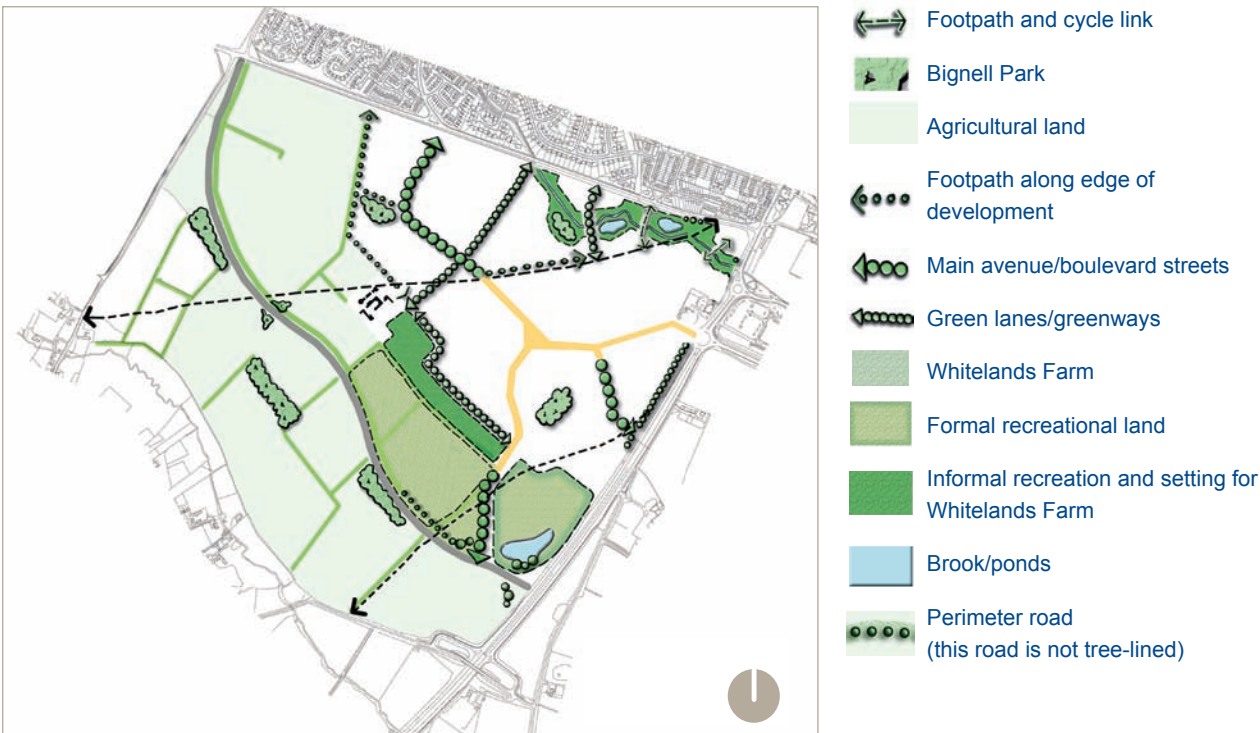 Footpath and cycle link
Bignell Park
Agricultural land
Footpath along edge of
development
Main avenue/boulevard streets
Green lanes/greenways
Whitelands Farm
Formal recreational land
Informal recreation and setting for
Whitelands Farm
Brook/ponds
Perimeter road
(this road is not tree-lined)